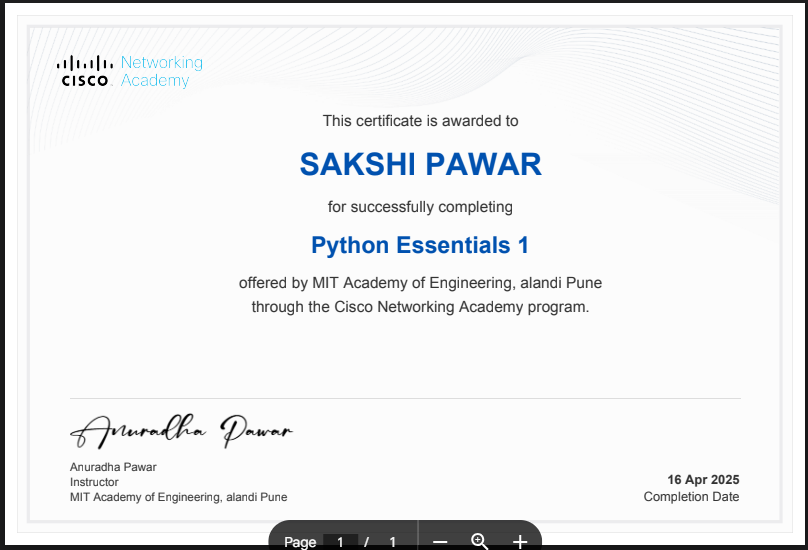 CISCO Networking Academy
This certificate is awarded to
SAKSHI PAWAR
for successfully completing
Python Essentials 1
offered by MIT Academy of Engineering, alandi Pune
through the Cisco Networking Academy program.
Anuradha Pawar
Anuradha Pawar
Instructor
MIT Academy of Engineering, alandi Pune
16 Apr 2025
Completion Date
Page 1 / 1